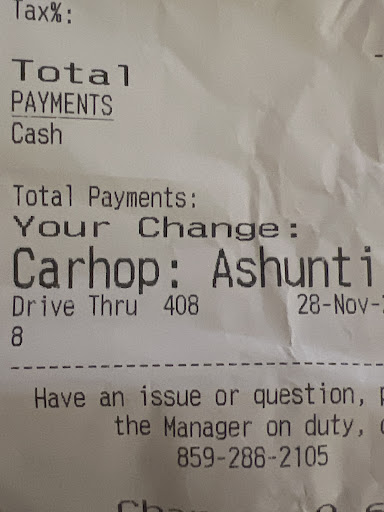 Tax%:
Total
PAYMENTS
Cash
Total Payments:
Your Change:
Carhop: Ashunti
Drive Thru 408 28-Nov-
8
Have an issue or question,
the Manager on duty,
859-288-2105